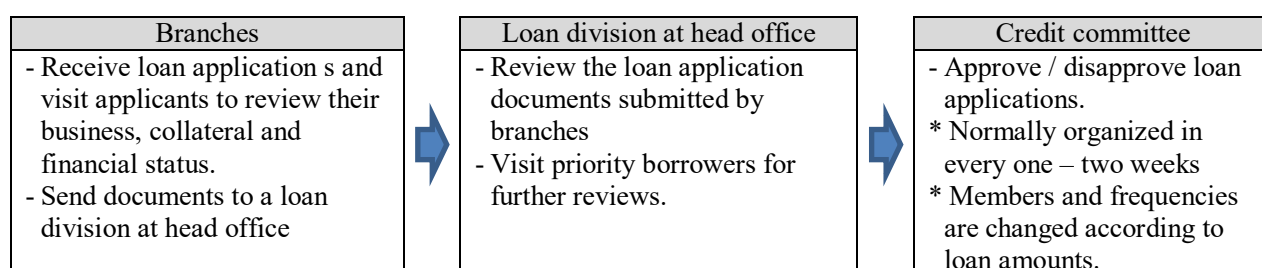 Branches
- Receive loan application s and
visit applicants to review their
business, collateral and
financial status.
- Send documents to a loan
division at head office
Loan division at head office
- Review the loan application
documents submitted by
branches
- Visit priority borrowers for
further reviews.
Credit committee
- Approve / disapprove loan
applications.
* Normally organized in
every one – two weeks
* Members and frequencies
are changed according to
loan amounts.